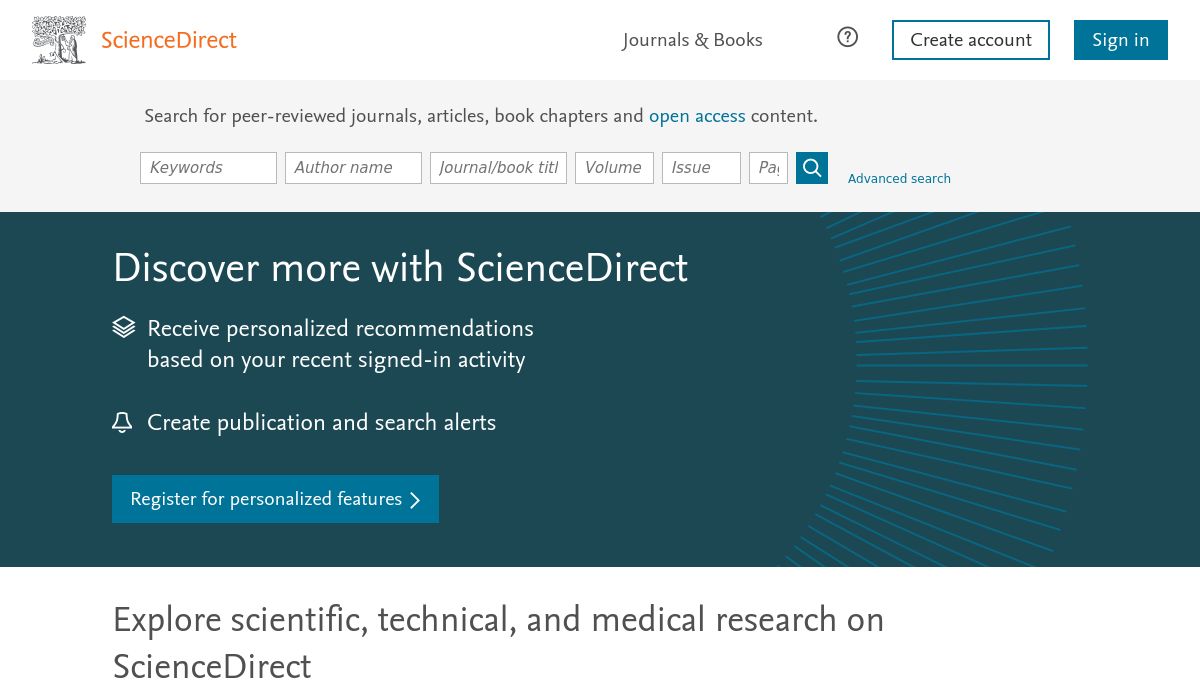 ScienceDirect
Journals & Books
Create account
Sign in
Search for peer-reviewed journals, articles, book chapters and open access content.
Keywords
Author name
Journal/book titl
Volume
Issue
Pag
Advanced search
Discover more with ScienceDirect
Receive personalized recommendations
based on your recent signed-in activity
Create publication and search alerts
Register for personalized features
Explore scientific, technical, and medical research on
ScienceDirect